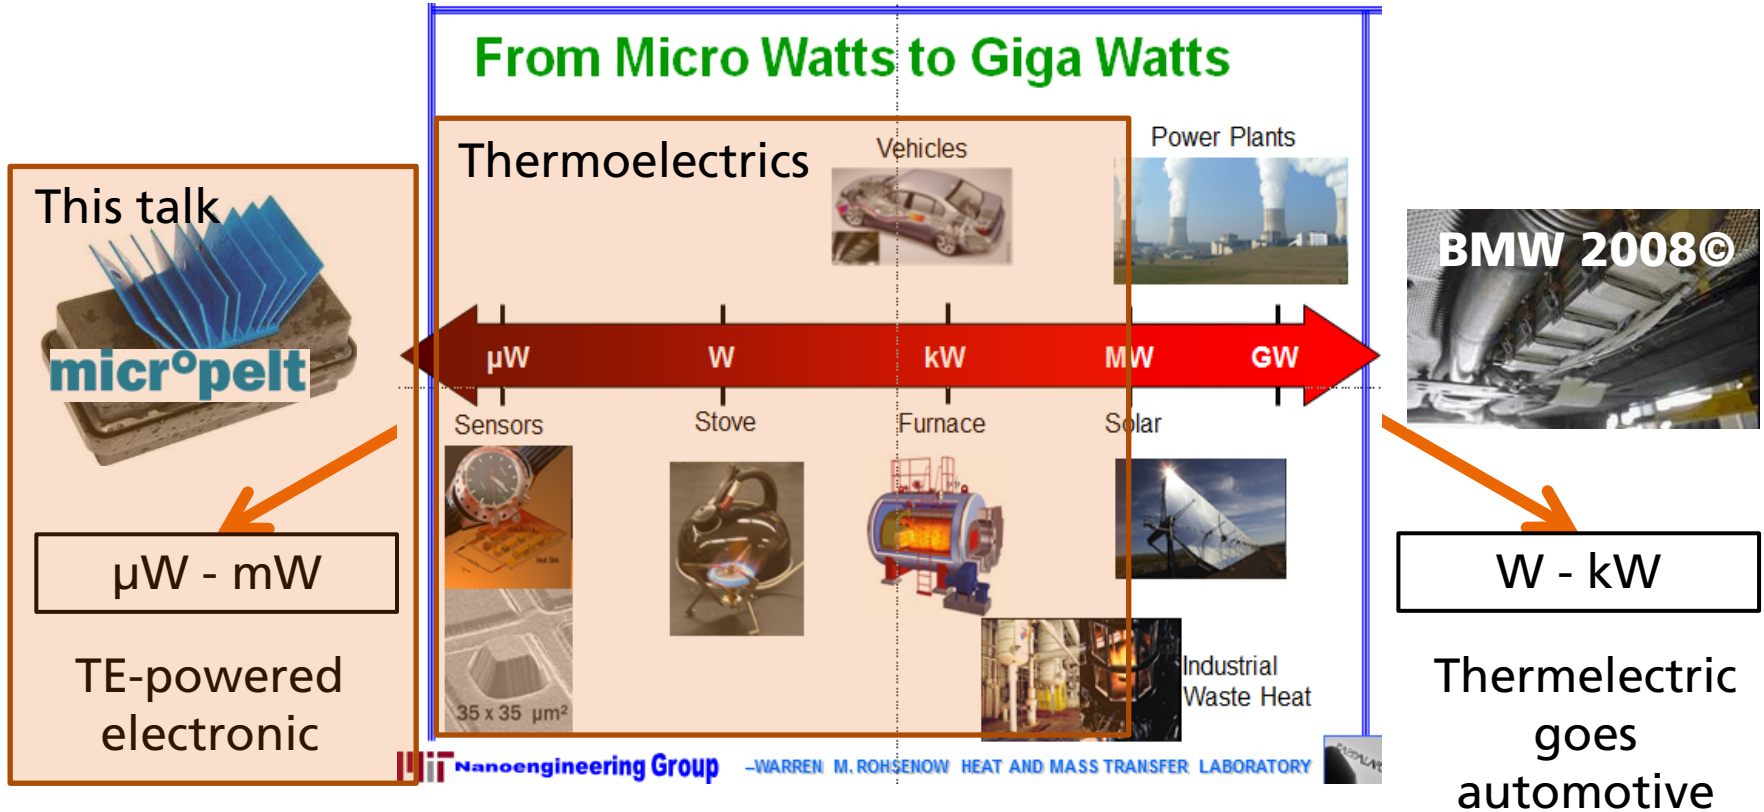 From Micro Watts to Giga Watts
This talk
micropelt
µW - mW
TE-powered
electronic
Thermoelectrics
Vehicles
Power Plants
µW
W
kW
MW
GW
Sensors
Stove
Furnace
Solar
35 x 35 µm²
Industrial
Waste Heat
MIT Nanoengineering Group
–WARREN M. ROHSENOW HEAT AND MASS TRANSFER LABORATORY
BMW 2008©
W - kW
Thermelectric
goes
automotive